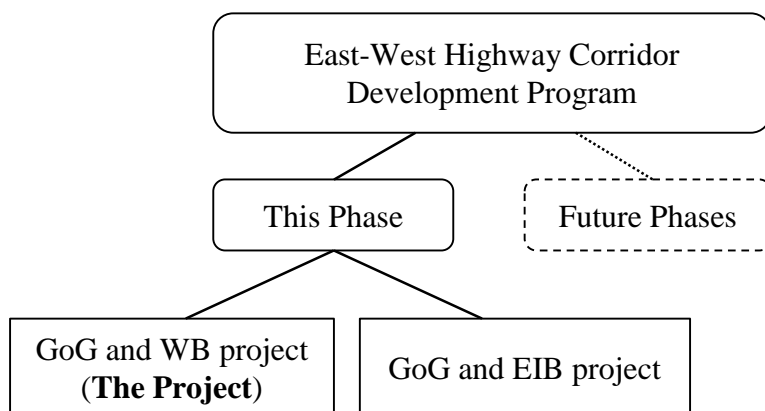 East-West Highway Corridor
Development Program
This Phase
Future Phases
GoG and WB project
(The Project)
GoG and EIB project